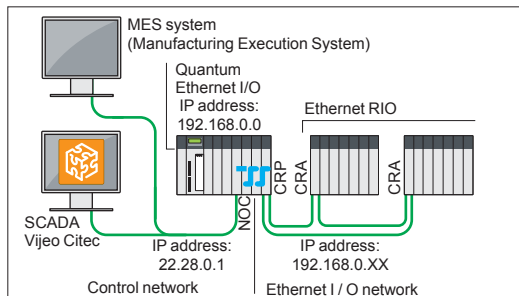 MES system
(Manufacturing Execution System)
Quantum
Ethernet I/O
IP address:
192.168.0.0
Ethernet RIO
NOC
CRP
CRA
CRA
SCADA
Vijeo Citec
IP address:
22.28.0.1
IP address:
192.168.0.XX
Control network
Ethernet I / O network